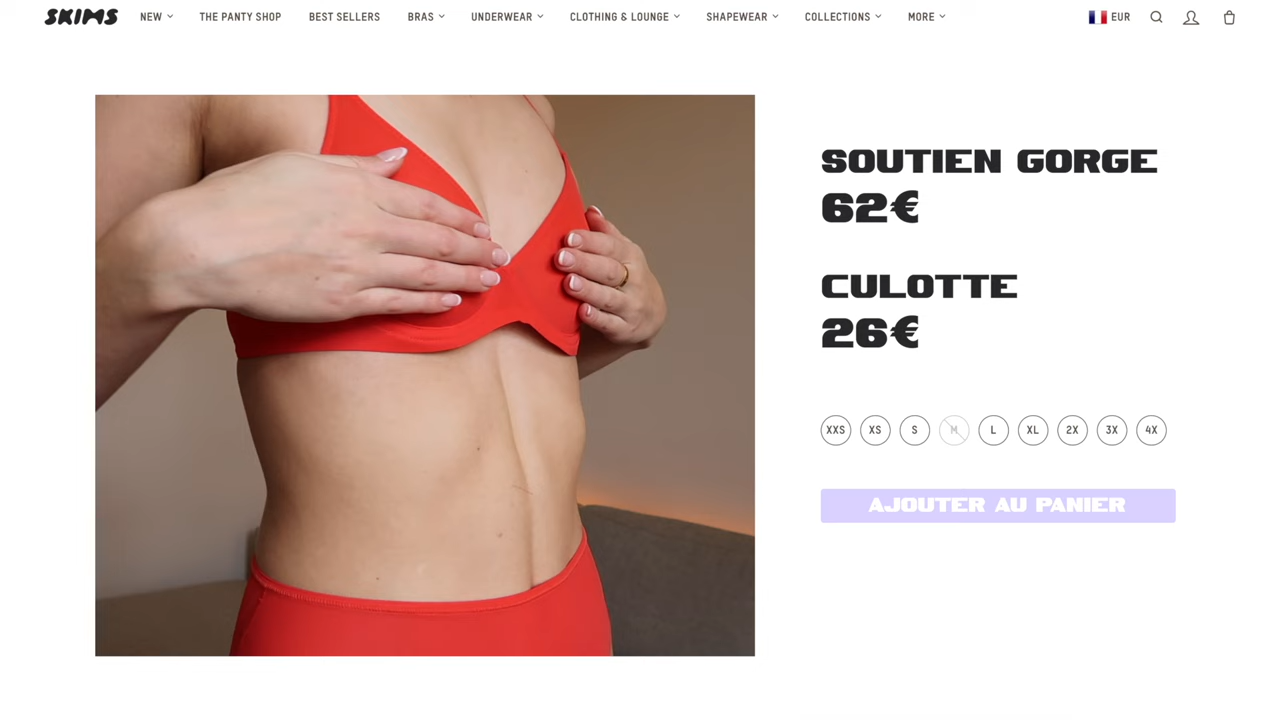 SKIMS NEW THE PANTY SHOP BEST SELLERS BRAS UNDERWEAR CLOTHING & LOUNGE SHAPEWEAR COLLECTIONS MORE EUR
SOUTIEN GORGE
62€
CULOTTE
26€
XXS XS S M L XL 2X 3X 4X
AJOUTER AU PANIER